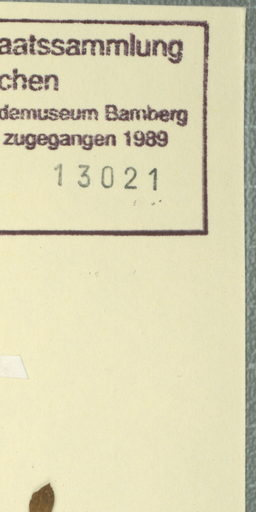 aatssammlung
chen
demuseum Bamberg
zugegangen 1989
13021